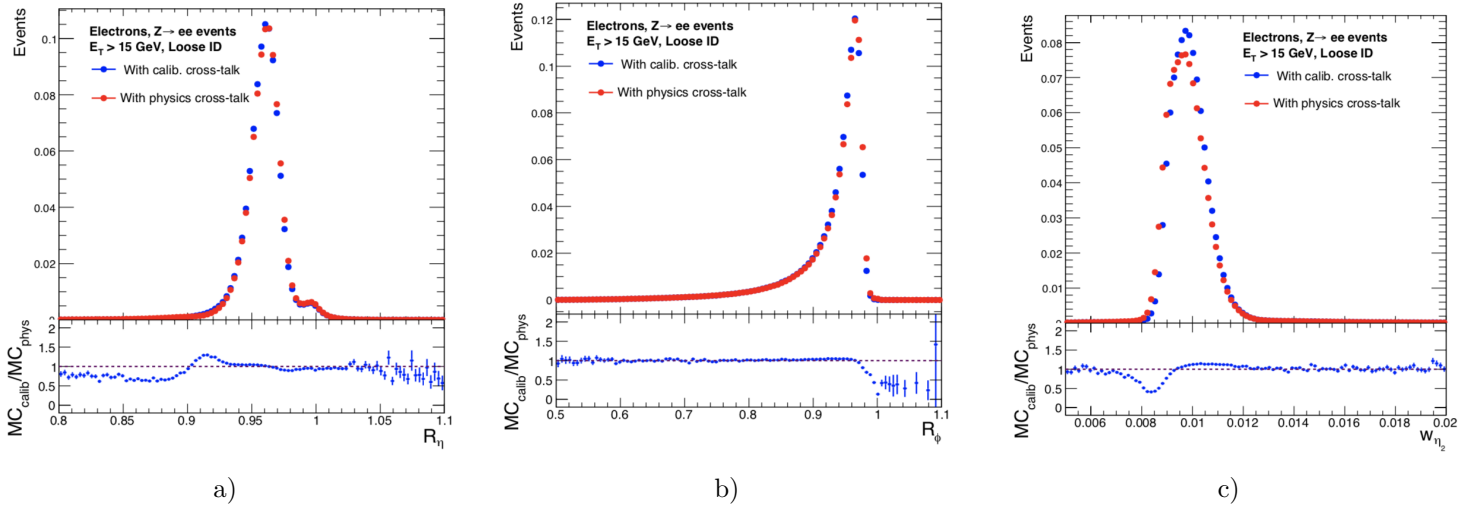 Events
Electrons, Z→ ee events
E_T > 15 GeV, Loose ID
With calib. cross-talk
With physics cross-talk
0.1
0.08
0.06
0.04
0.02
0
MC_calib/MC_phys
2
1.5
1
0.5
0
0.8 0.85 0.9 0.95 1 1.05 1.1
R_η
a)
Events
Electrons, Z→ ee events
E_T > 15 GeV, Loose ID
With calib. cross-talk
With physics cross-talk
0.12
0.1
0.08
0.06
0.04
0.02
0
MC_calib/MC_phys
2
1.5
1
0.5
0
0.5 0.6 0.7 0.8 0.9 1 1.1
R_ϕ
b)
Events
Electrons, Z→ ee events
E_T > 15 GeV, Loose ID
With calib. cross-talk
With physics cross-talk
0.08
0.07
0.06
0.05
0.04
0.03
0.02
0.01
0
MC_calib/MC_phys
2
1.5
1
0.5
0
0.006 0.008 0.01 0.012 0.014 0.016 0.018 0.02
w_η_2
c)